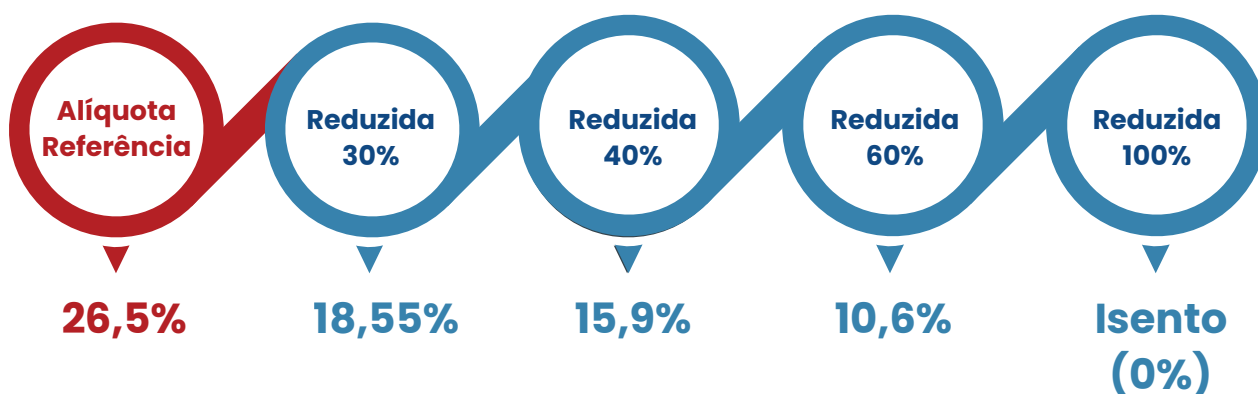 Alíquota
Referência
Reduzida
30%
Reduzida
40%
Reduzida
60%
Reduzida
100%
26,5%
18,55%
15,9%
10,6%
Isento
(0%)